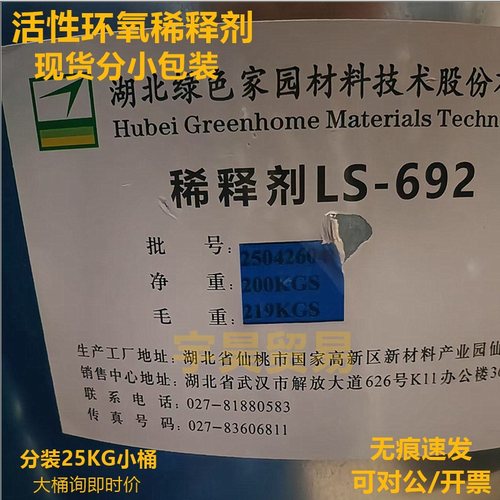 活性环氧稀释剂
现货分小包装
湖北绿色家园材料技术股份
Hubei Greenhome Materials Techn
稀释剂LS-692
批 号:
2504260
净 重:200KGS
毛 重:219KGS
宇昊贸易
生产工厂地址:湖北省仙桃市国家高新区新材料产业园仙
销售中心地址:湖北省武汉市解放大道626号K11办公楼3
联 系 电 话:027-81880583
传 真 号 码:027-83606811
分装25KG小桶
大桶询即时价
无痕速发
可对公/开票